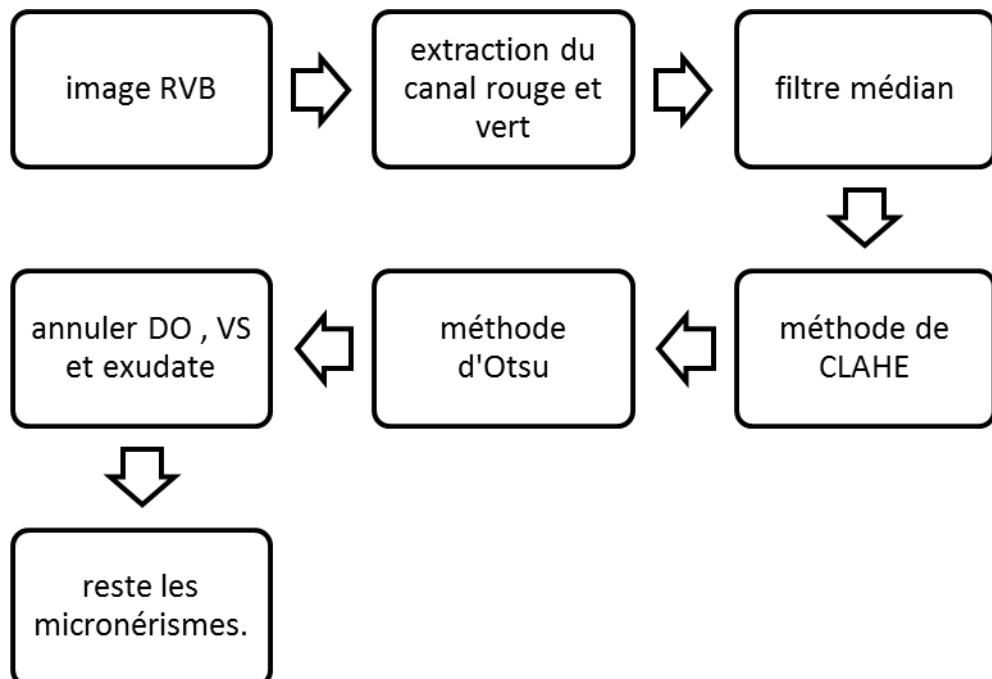 image RVB
extraction du
canal rouge et
vert
filtre médian
méthode de
CLAHE
méthode
d'Otsu
annuler DO , VS
et exudate
reste les
micronérismes.